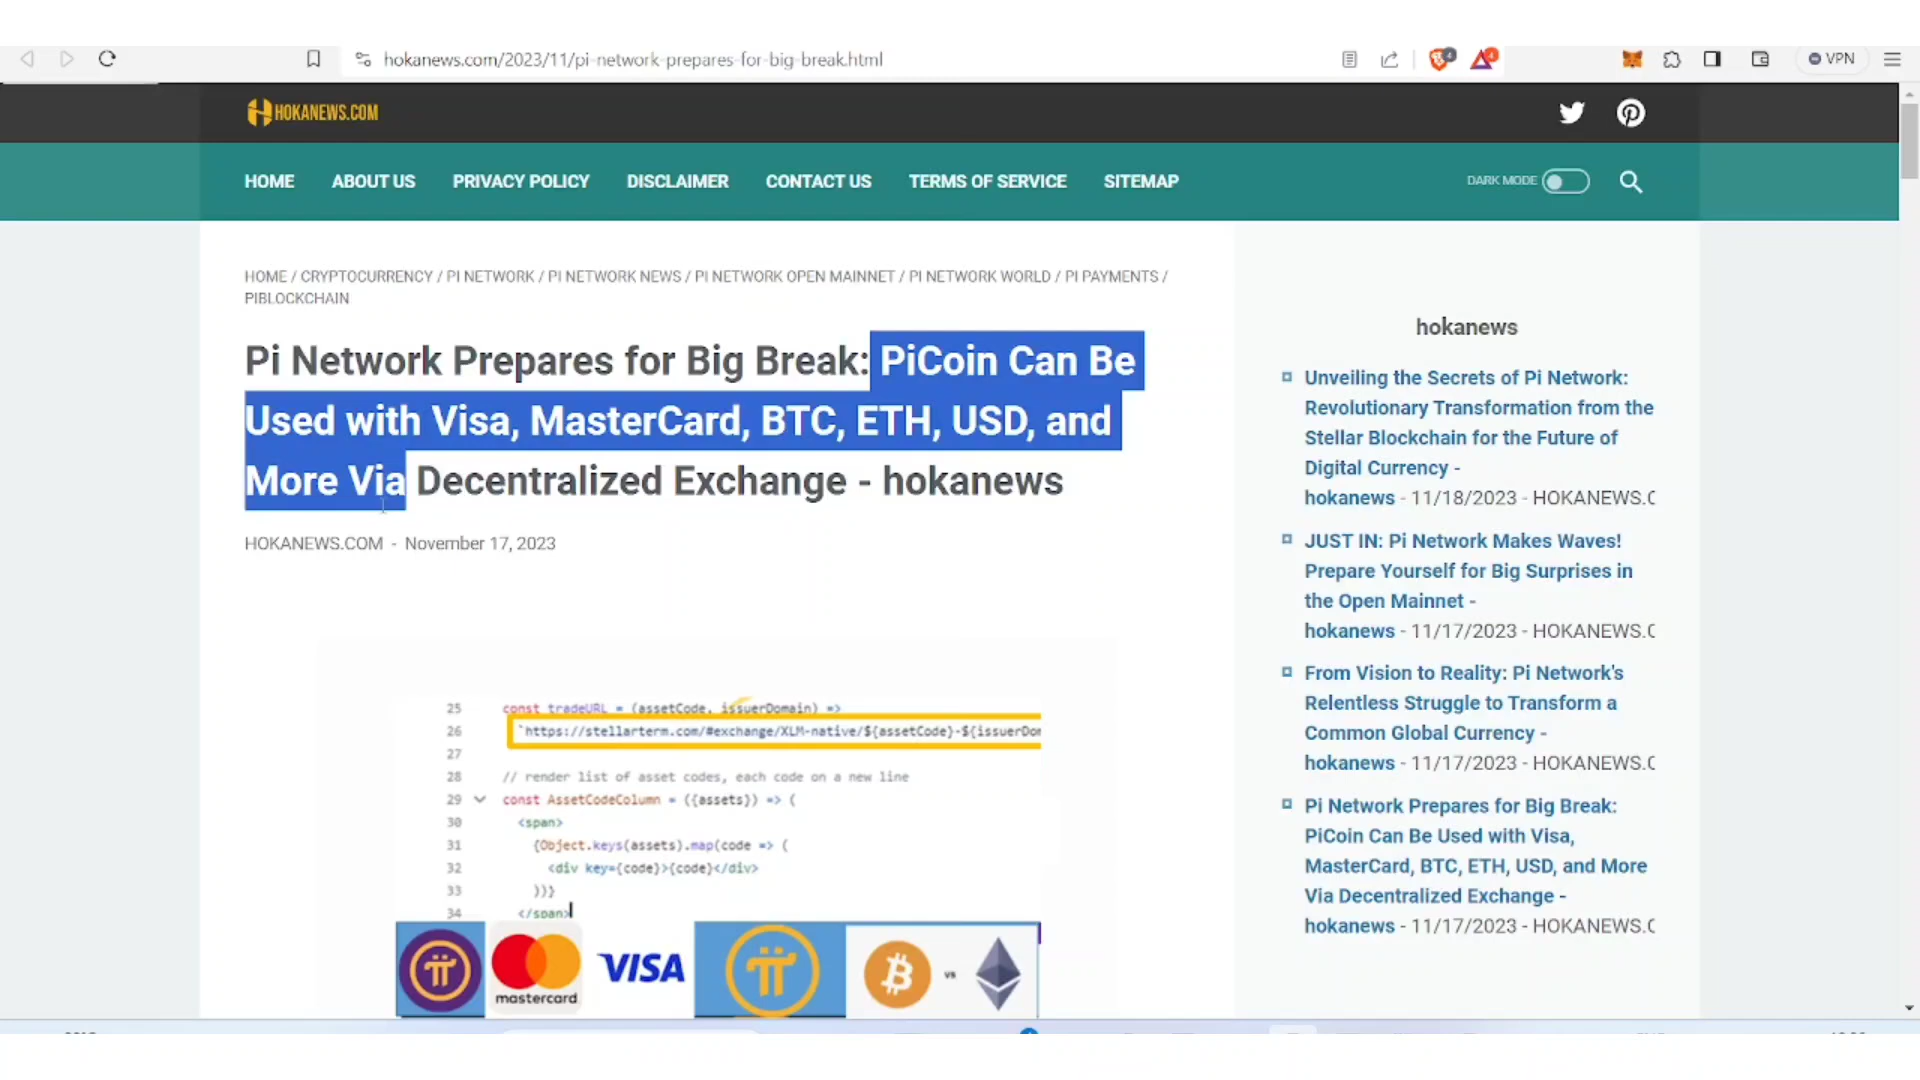 hokanews.com/2023/11/pi-network-prepares-for-big-break.html
4
4
VPN
HOKANEWS.COM
HOME
ABOUT US
PRIVACY POLICY
DISCLAIMER
CONTACT US
TERMS OF SERVICE
SITEMAP
DARK MODE
HOME / CRYPTOCURRENCY / PI NETWORK / PI NETWORK NEWS / PI NETWORK OPEN MAINNET / PI NETWORK WORLD / PI PAYMENTS /
PIBLOCKCHAIN
Pi Network Prepares for Big Break: PiCoin Can Be
Used with Visa, MasterCard, BTC, ETH, USD, and
More Via Decentralized Exchange - hokanews
HOKANEWS.COM - November 17, 2023
25 const tradeURL = (assetCode, issuerDomain) =>
26 `https://stellarterm.com/#exchange/XLM-native/${assetCode}-${issuerDom
27
28 // render list of asset codes, each code on a new line
29 const AssetCodeColumn = ({assets}) => (
30 <span>
31 {Object.keys(assets).map(code => (
32 <div key={code}>{code}</div>
33 ))}
34 </span>
mastercard.
VISA
vs
hokanews
Unveiling the Secrets of Pi Network:
Revolutionary Transformation from the
Stellar Blockchain for the Future of
Digital Currency -
hokanews - 11/18/2023 - HOKANEWS.C
JUST IN: Pi Network Makes Waves!
Prepare Yourself for Big Surprises in
the Open Mainnet -
hokanews - 11/17/2023 - HOKANEWS.C
From Vision to Reality: Pi Network's
Relentless Struggle to Transform a
Common Global Currency -
hokanews - 11/17/2023 - HOKANEWS.C
Pi Network Prepares for Big Break:
PiCoin Can Be Used with Visa,
MasterCard, BTC, ETH, USD, and More
Via Decentralized Exchange -
hokanews - 11/17/2023 - HOKANEWS.C